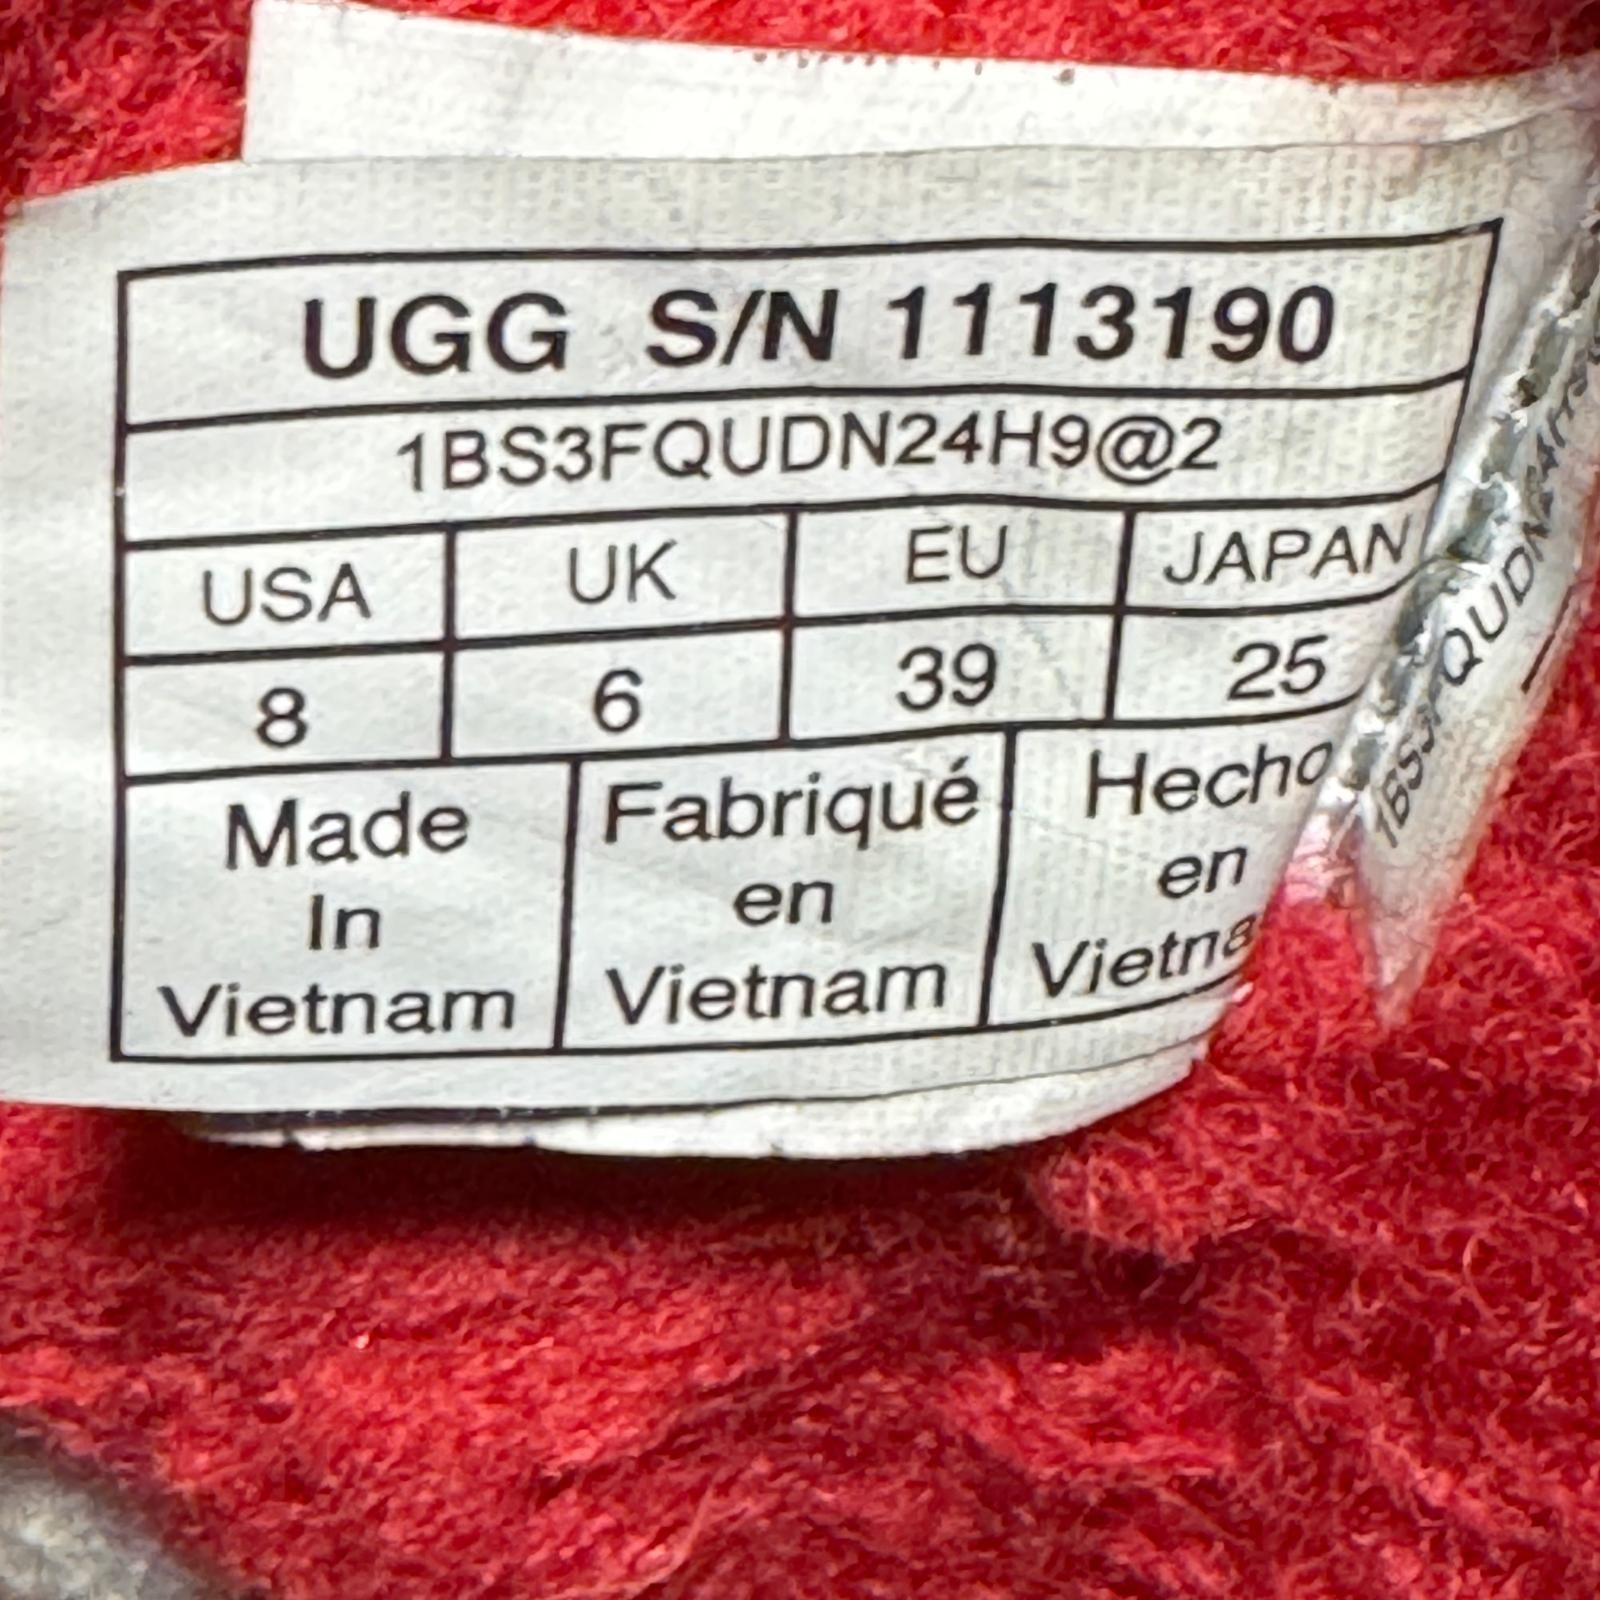 UGG S/N 1113190
1BS3FQUDN24H9@2
USA UK EU JAPAN
8 6 39 25
Made In Vietnam
Fabriqué en Vietnam
Hecho en